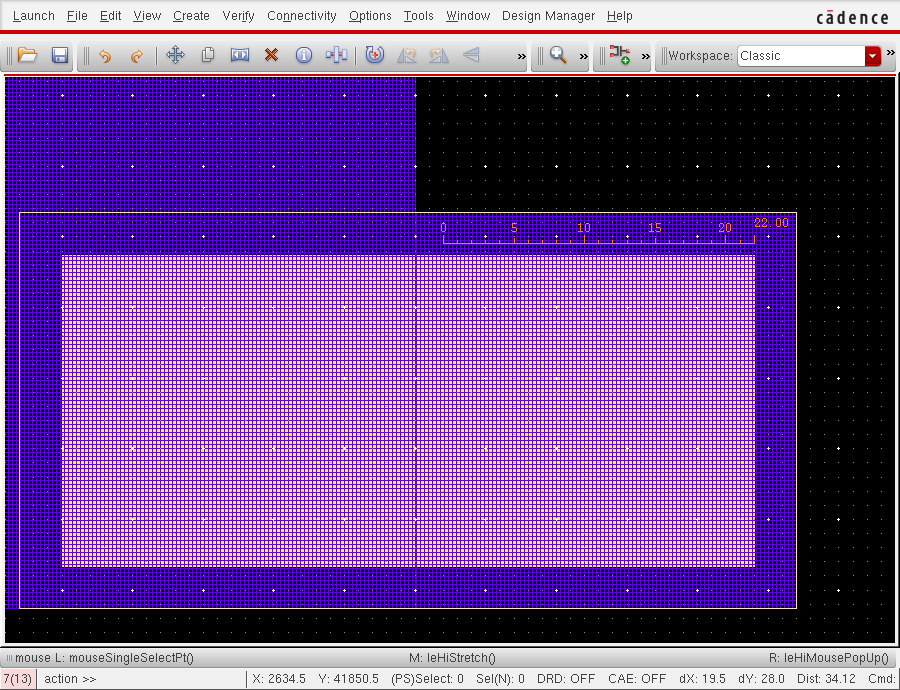 Launch File Edit View Create Verify Connectivity Options Tools Window Design Manager Help cādence
» » » Workspace: Classic »
22.00
0 5 10 15 20
mouse L: mouseSingleSelectPt() M: leHiStretch() R: leHiMousePopUp()
7(13) action >> X: 2634.5 Y: 41850.5 (PS)Select: 0 Sel(N): 0 DRD: OFF CAE: OFF dX: 19.5 dY: 28.0 Dist: 34.12 Cmd: